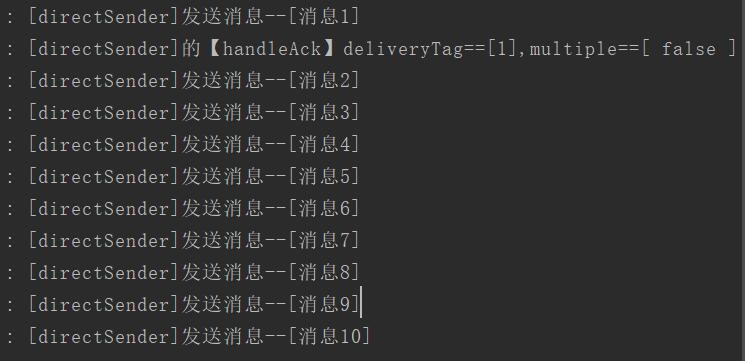 : [directSender]发送消息--[消息1]
: [directSender]的【handleAck】deliveryTag==[1],multiple==[ false ]
: [directSender]发送消息--[消息2]
: [directSender]发送消息--[消息3]
: [directSender]发送消息--[消息4]
: [directSender]发送消息--[消息5]
: [directSender]发送消息--[消息6]
: [directSender]发送消息--[消息7]
: [directSender]发送消息--[消息8]
: [directSender]发送消息--[消息9]
: [directSender]发送消息--[消息10]